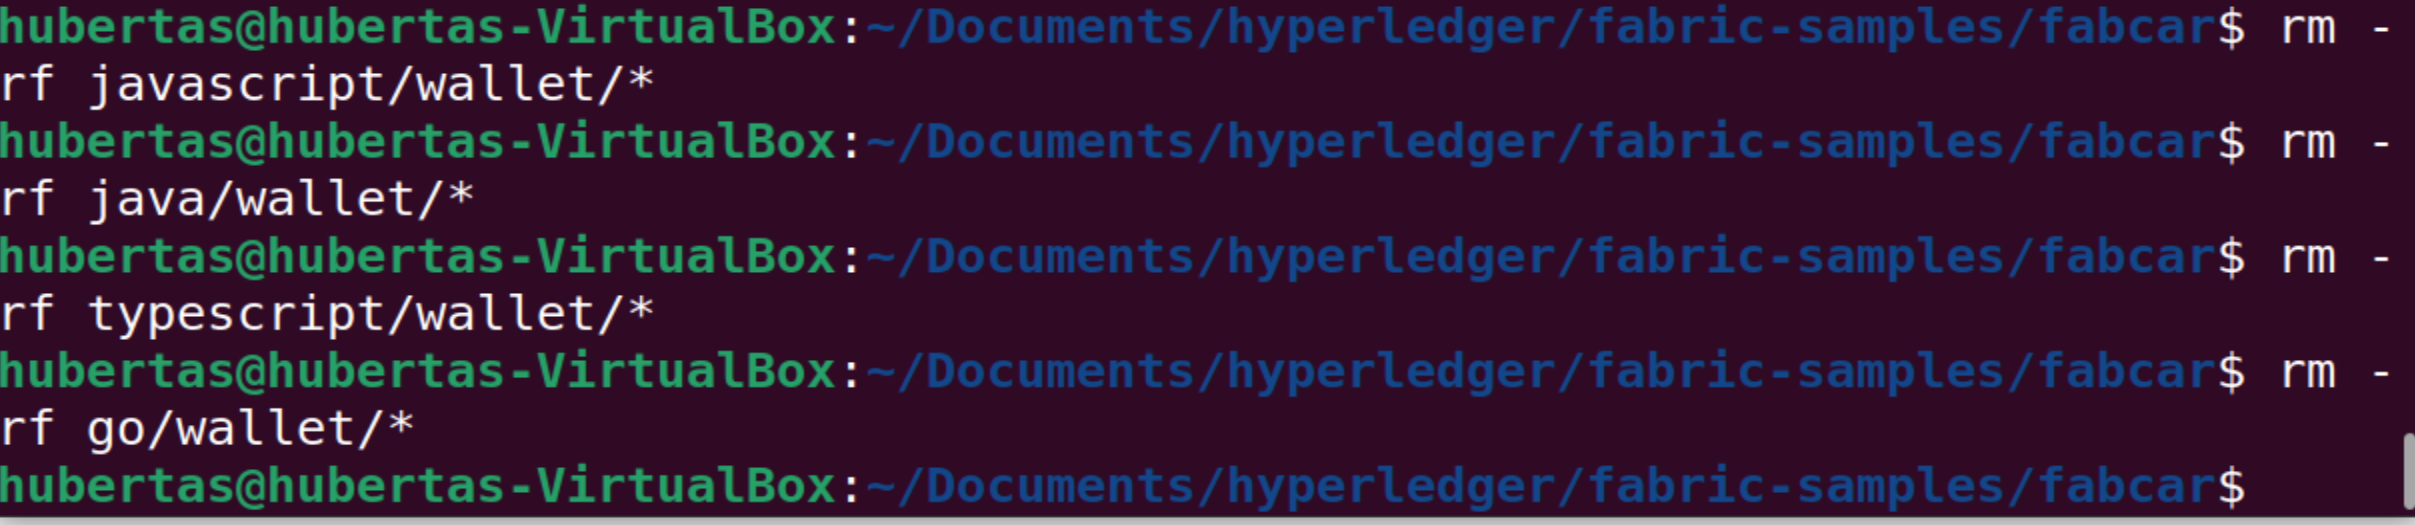 hubertas@hubertas-VirtualBox:~/Documents/hyperledger/fabric-samples/fabcar$ rm -
rf javascript/wallet/*
hubertas@hubertas-VirtualBox:~/Documents/hyperledger/fabric-samples/fabcar$ rm -
rf java/wallet/*
hubertas@hubertas-VirtualBox:~/Documents/hyperledger/fabric-samples/fabcar$ rm -
rf typescript/wallet/*
hubertas@hubertas-VirtualBox:~/Documents/hyperledger/fabric-samples/fabcar$ rm -
rf go/wallet/*
hubertas@hubertas-VirtualBox:~/Documents/hyperledger/fabric-samples/fabcar$